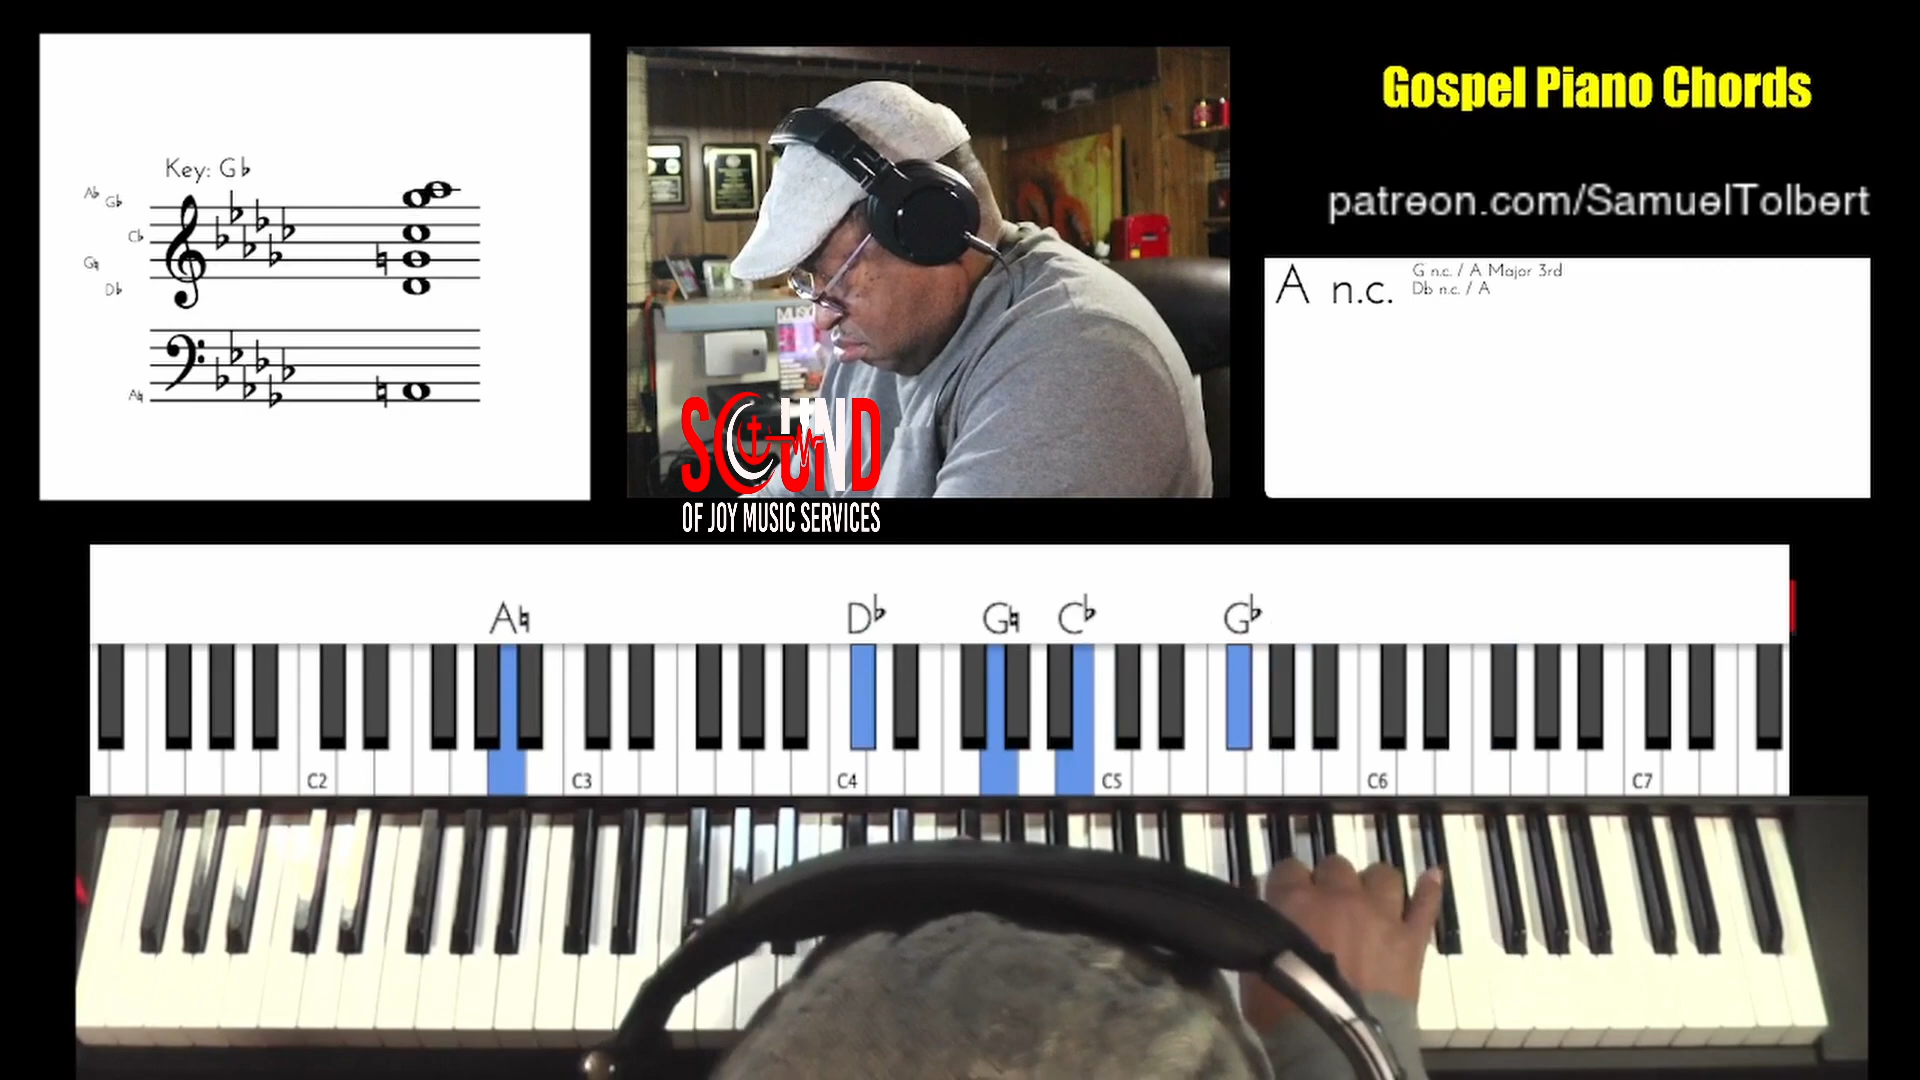 Gospel Piano Chords
patreon.com/SamuelTolbert
Key: G♭
A♭ G♭
C♭
G♮
D♭
A♮
A n.c.
G n.c. / A Major 3rd
Db n.c. / A
SOUND
OF JOY MUSIC SERVICES
A♮ D♭ G♮ C♭ G♭
C2 C3 C4 C5 C6 C7